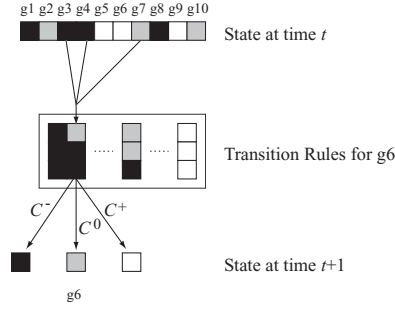 g1 g2 g3 g4 g5 g6 g7 g8 g9 g10
State at time t
Transition Rules for g6
C- C0 C+
State at time t+1
g6